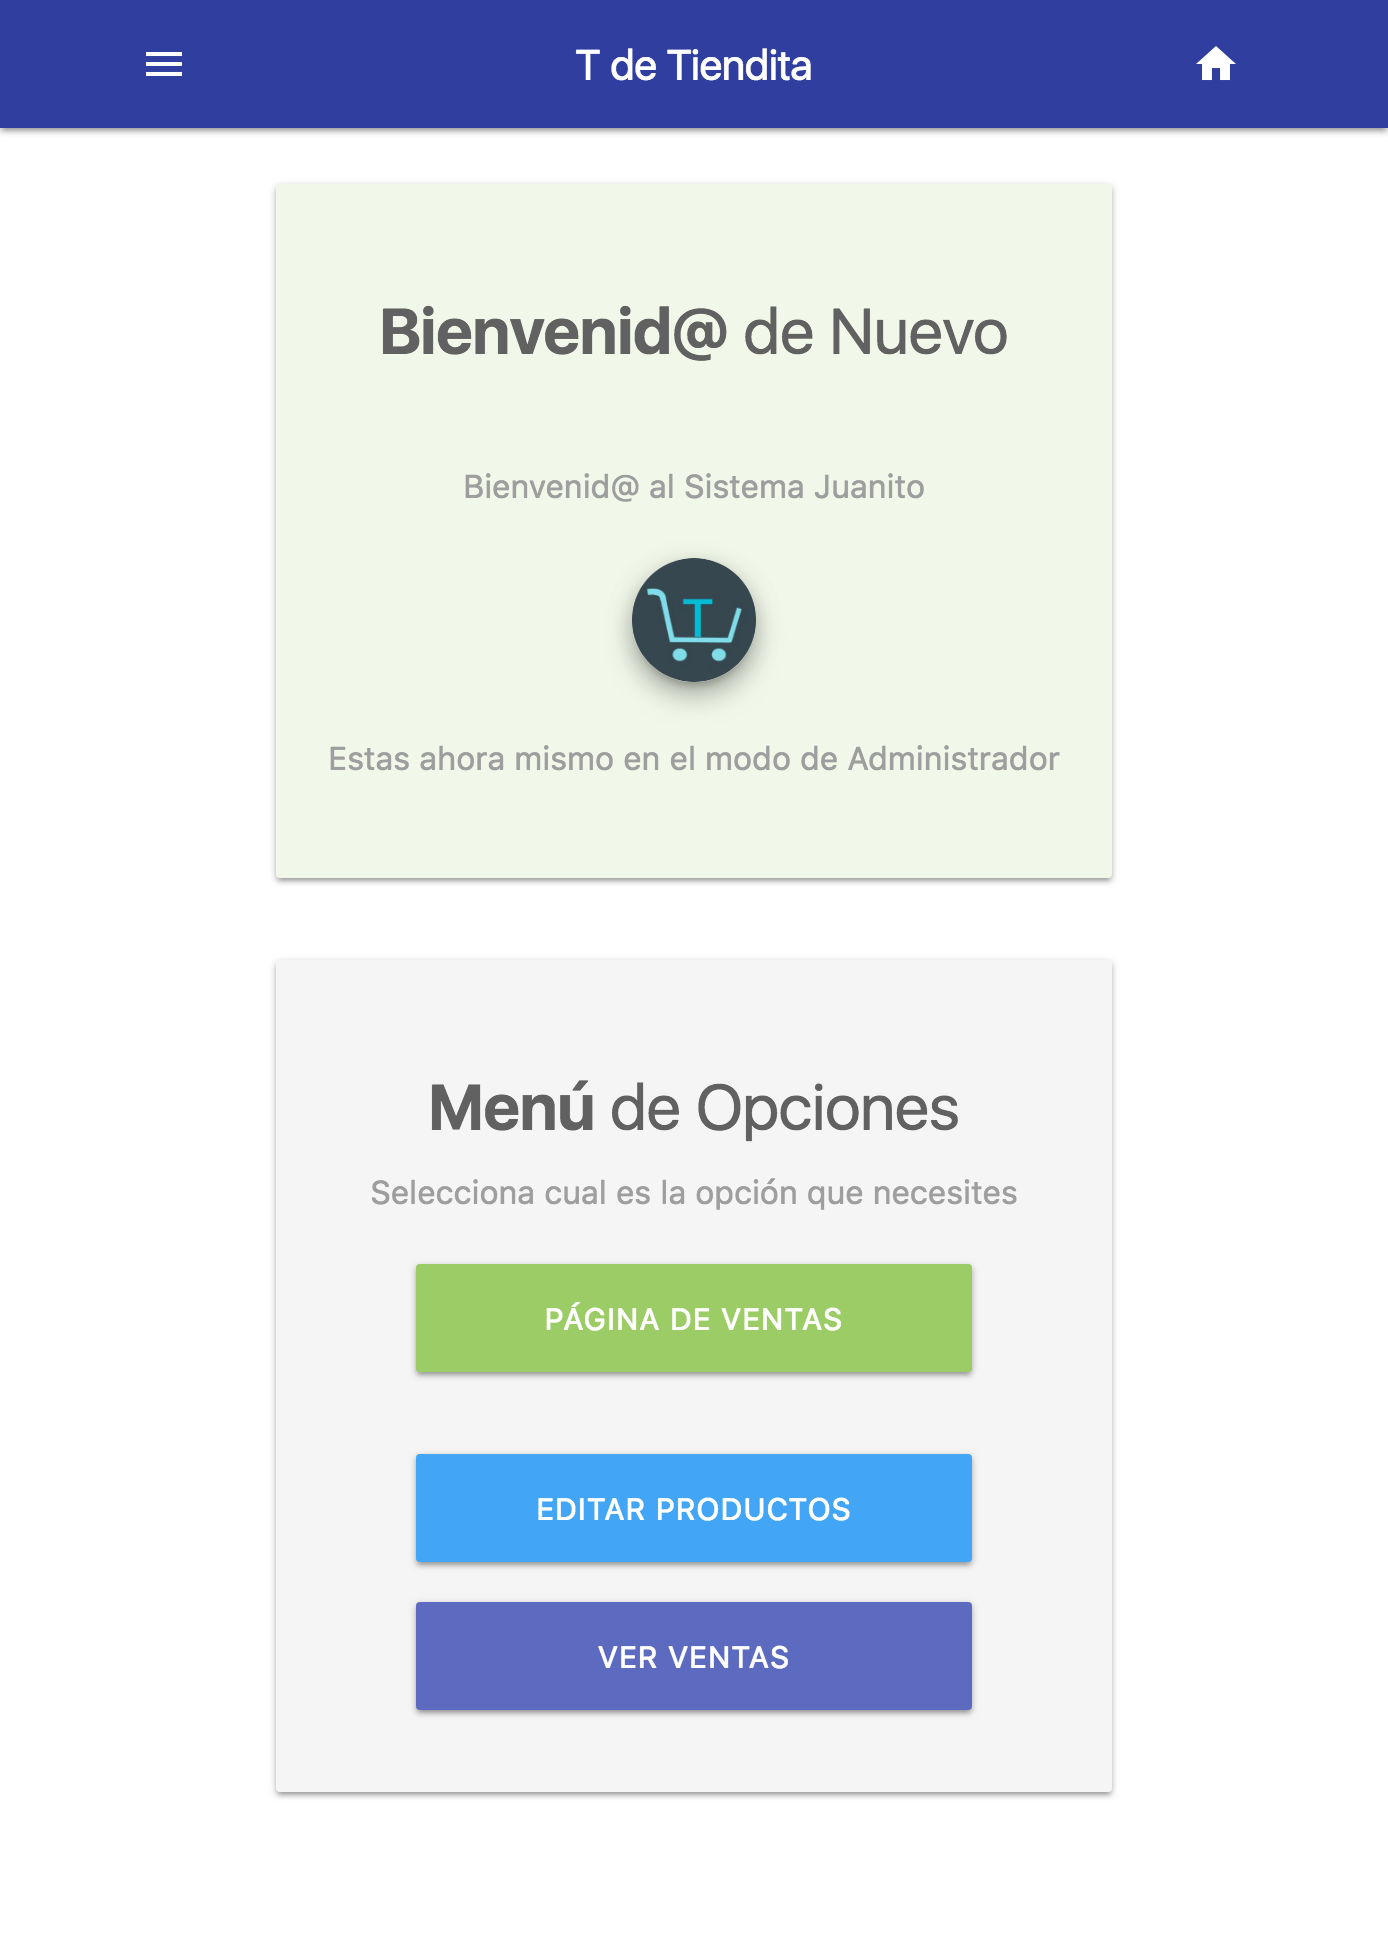 T de Tiendita
Bienvenid@ de Nuevo
Bienvenid@ al Sistema Juanito
T
Estas ahora mismo en el modo de Administrador
Menú de Opciones
Selecciona cual es la opción que necesites
PÁGINA DE VENTAS
EDITAR PRODUCTOS
VER VENTAS